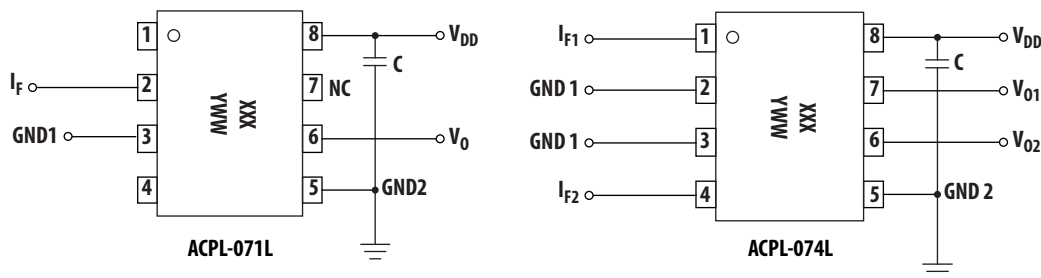 1
8
V_DD
C
I_F
2
7 NC
XXX
YWW
GND1
3
6
V_O
4
5
GND2
ACPL-071L
I_F1
1
8
V_DD
C
GND 1
2
7
V_O1
XXX
YWW
GND 1
3
6
V_O2
I_F2
4
5
GND 2
ACPL-074L